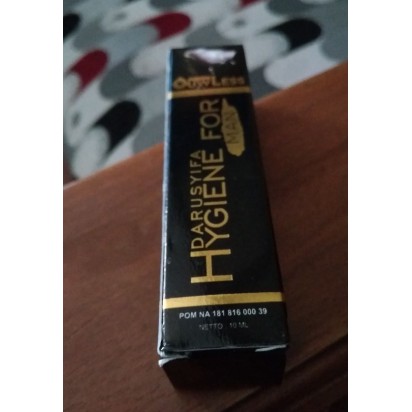 DARUSYIFA
HYGIENE FOR
MAN
POM NA 181 816 000 39
NETTO : 10 ML